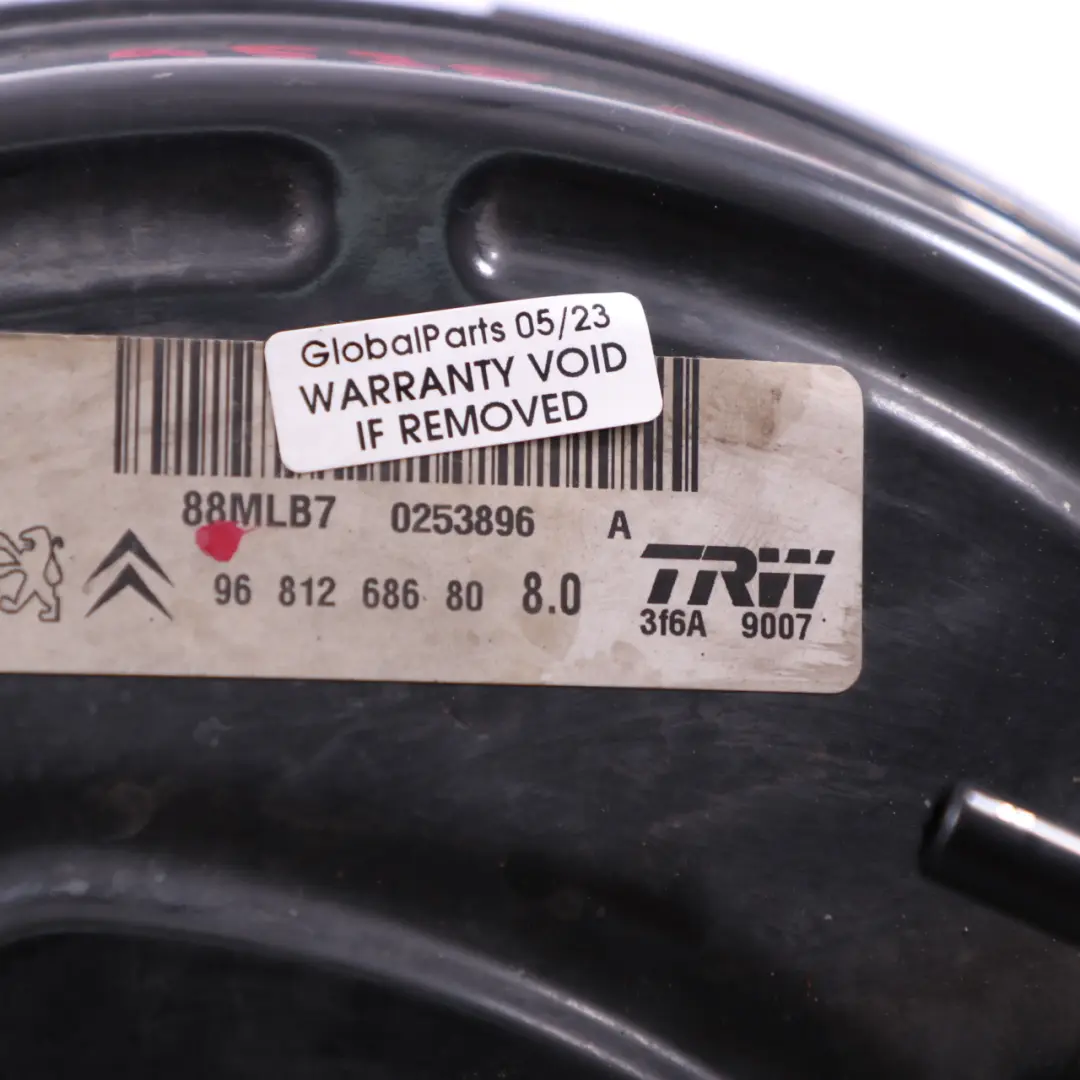 GlobalParts 05/23
WARRANTY VOID
IF REMOVED
88MLB7 0253896 A
96 812 686 80 8.0 TRW
3f6A 9007